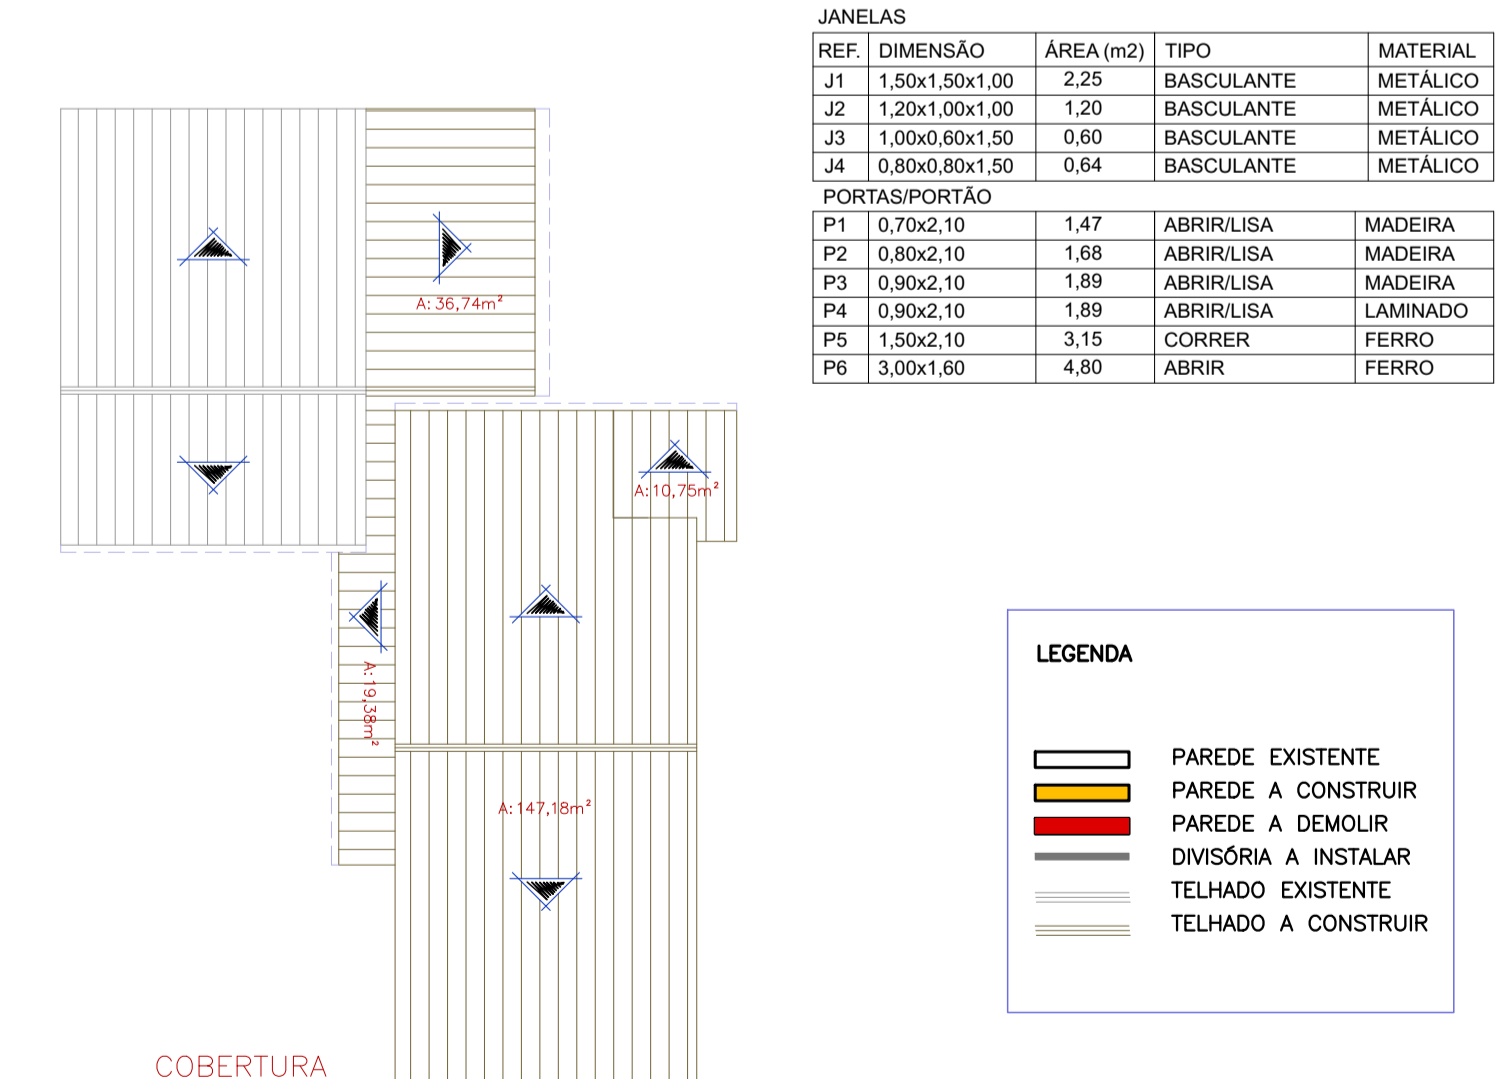 JANELAS
REF. DIMENSÃO ÁREA (m2) TIPO MATERIAL
J1 1,50x1,50x1,00 2,25 BASCULANTE METÁLICO
J2 1,20x1,00x1,00 1,20 BASCULANTE METÁLICO
J3 1,00x0,60x1,50 0,60 BASCULANTE METÁLICO
J4 0,80x0,80x1,50 0,64 BASCULANTE METÁLICO
PORTAS/PORTÃO
P1 0,70x2,10 1,47 ABRIR/LISA MADEIRA
P2 0,80x2,10 1,68 ABRIR/LISA MADEIRA
P3 0,90x2,10 1,89 ABRIR/LISA MADEIRA
P4 0,90x2,10 1,89 ABRIR/LISA LAMINADO
P5 1,50x2,10 3,15 CORRER FERRO
P6 3,00x1,60 4,80 ABRIR FERRO
A: 36,74m²
A: 10,75m²
A: 19,38m²
A: 147,18m²
COBERTURA
LEGENDA
PAREDE EXISTENTE
PAREDE A CONSTRUIR
PAREDE A DEMOLIR
DIVISÓRIA A INSTALAR
TELHADO EXISTENTE
TELHADO A CONSTRUIR